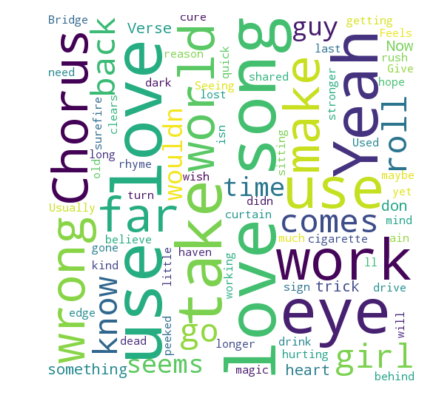 Bridge
cure
guy
getting
need
back
Verse
reason
quick
shared
last
Feels
Now
rush
Give
Chorus
surefire
clears
love
dark
world
Seeing
lost
love song
make
Yeah
stronger
hope
roll
long
old
rhyme
wouldn
isn
sitting
Used
maybe
yet
Usually
far
turn
wish
haven
time
didn
use
don
mind
wrong
know
use
believe
take
curtain
comes
much
cigarette
ain
gone
kind
little
working
go
work
edge
dead
peeked
longer
sign
trick
ll
drive
will
eye
something
seems
magic
drink
hurting
heart
girl
behind